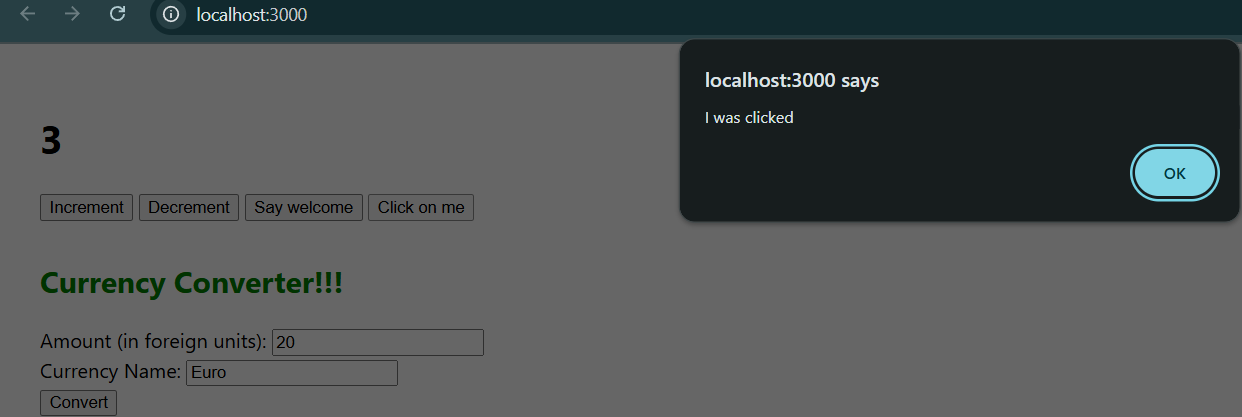 localhost:3000
localhost:3000 says
I was clicked
OK
3
Increment Decrement Say welcome Click on me
Currency Converter!!!
Amount (in foreign units): 20
Currency Name: Euro
Convert